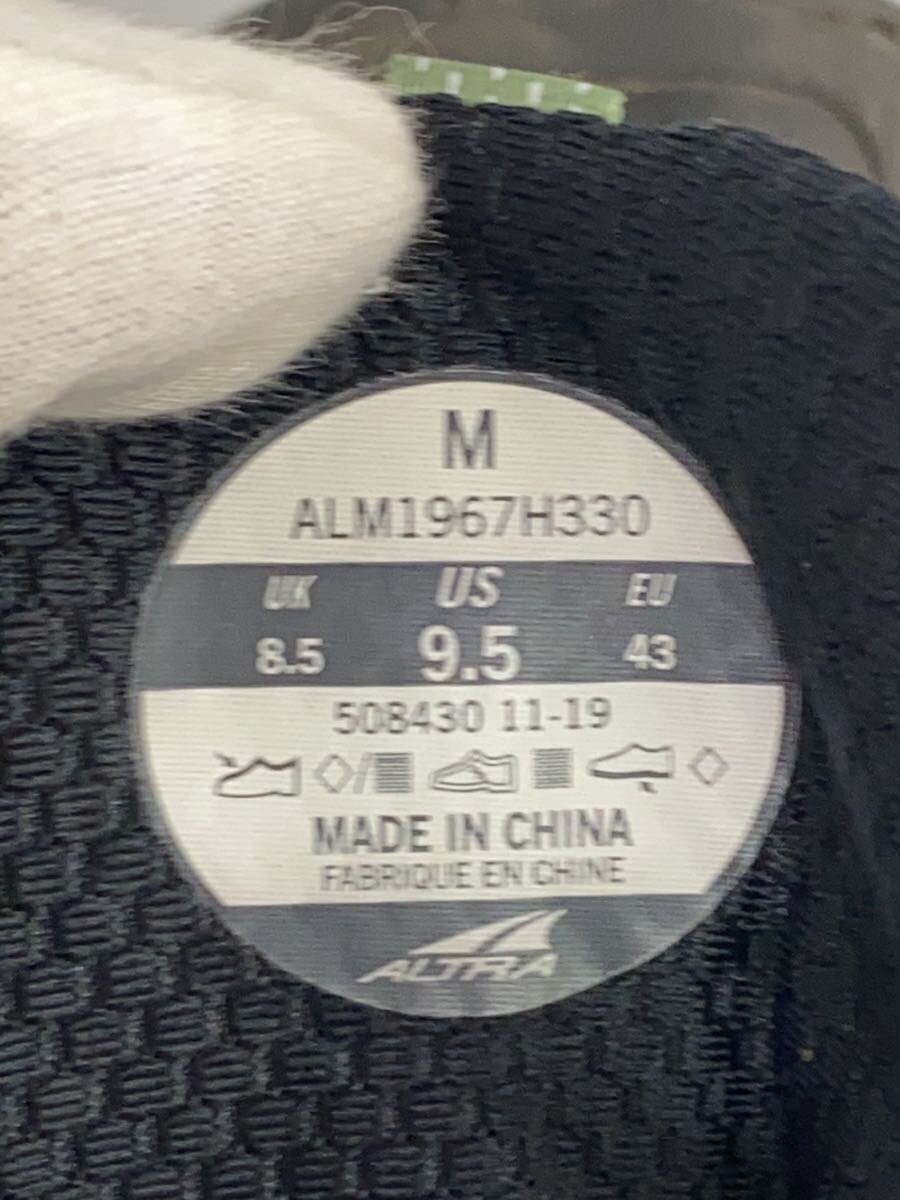 M
ALM1967H330
UK US EU
8.5 9.5 43
508430 11-19
MADE IN CHINA
FABRIQUE EN CHINE
ALTRA